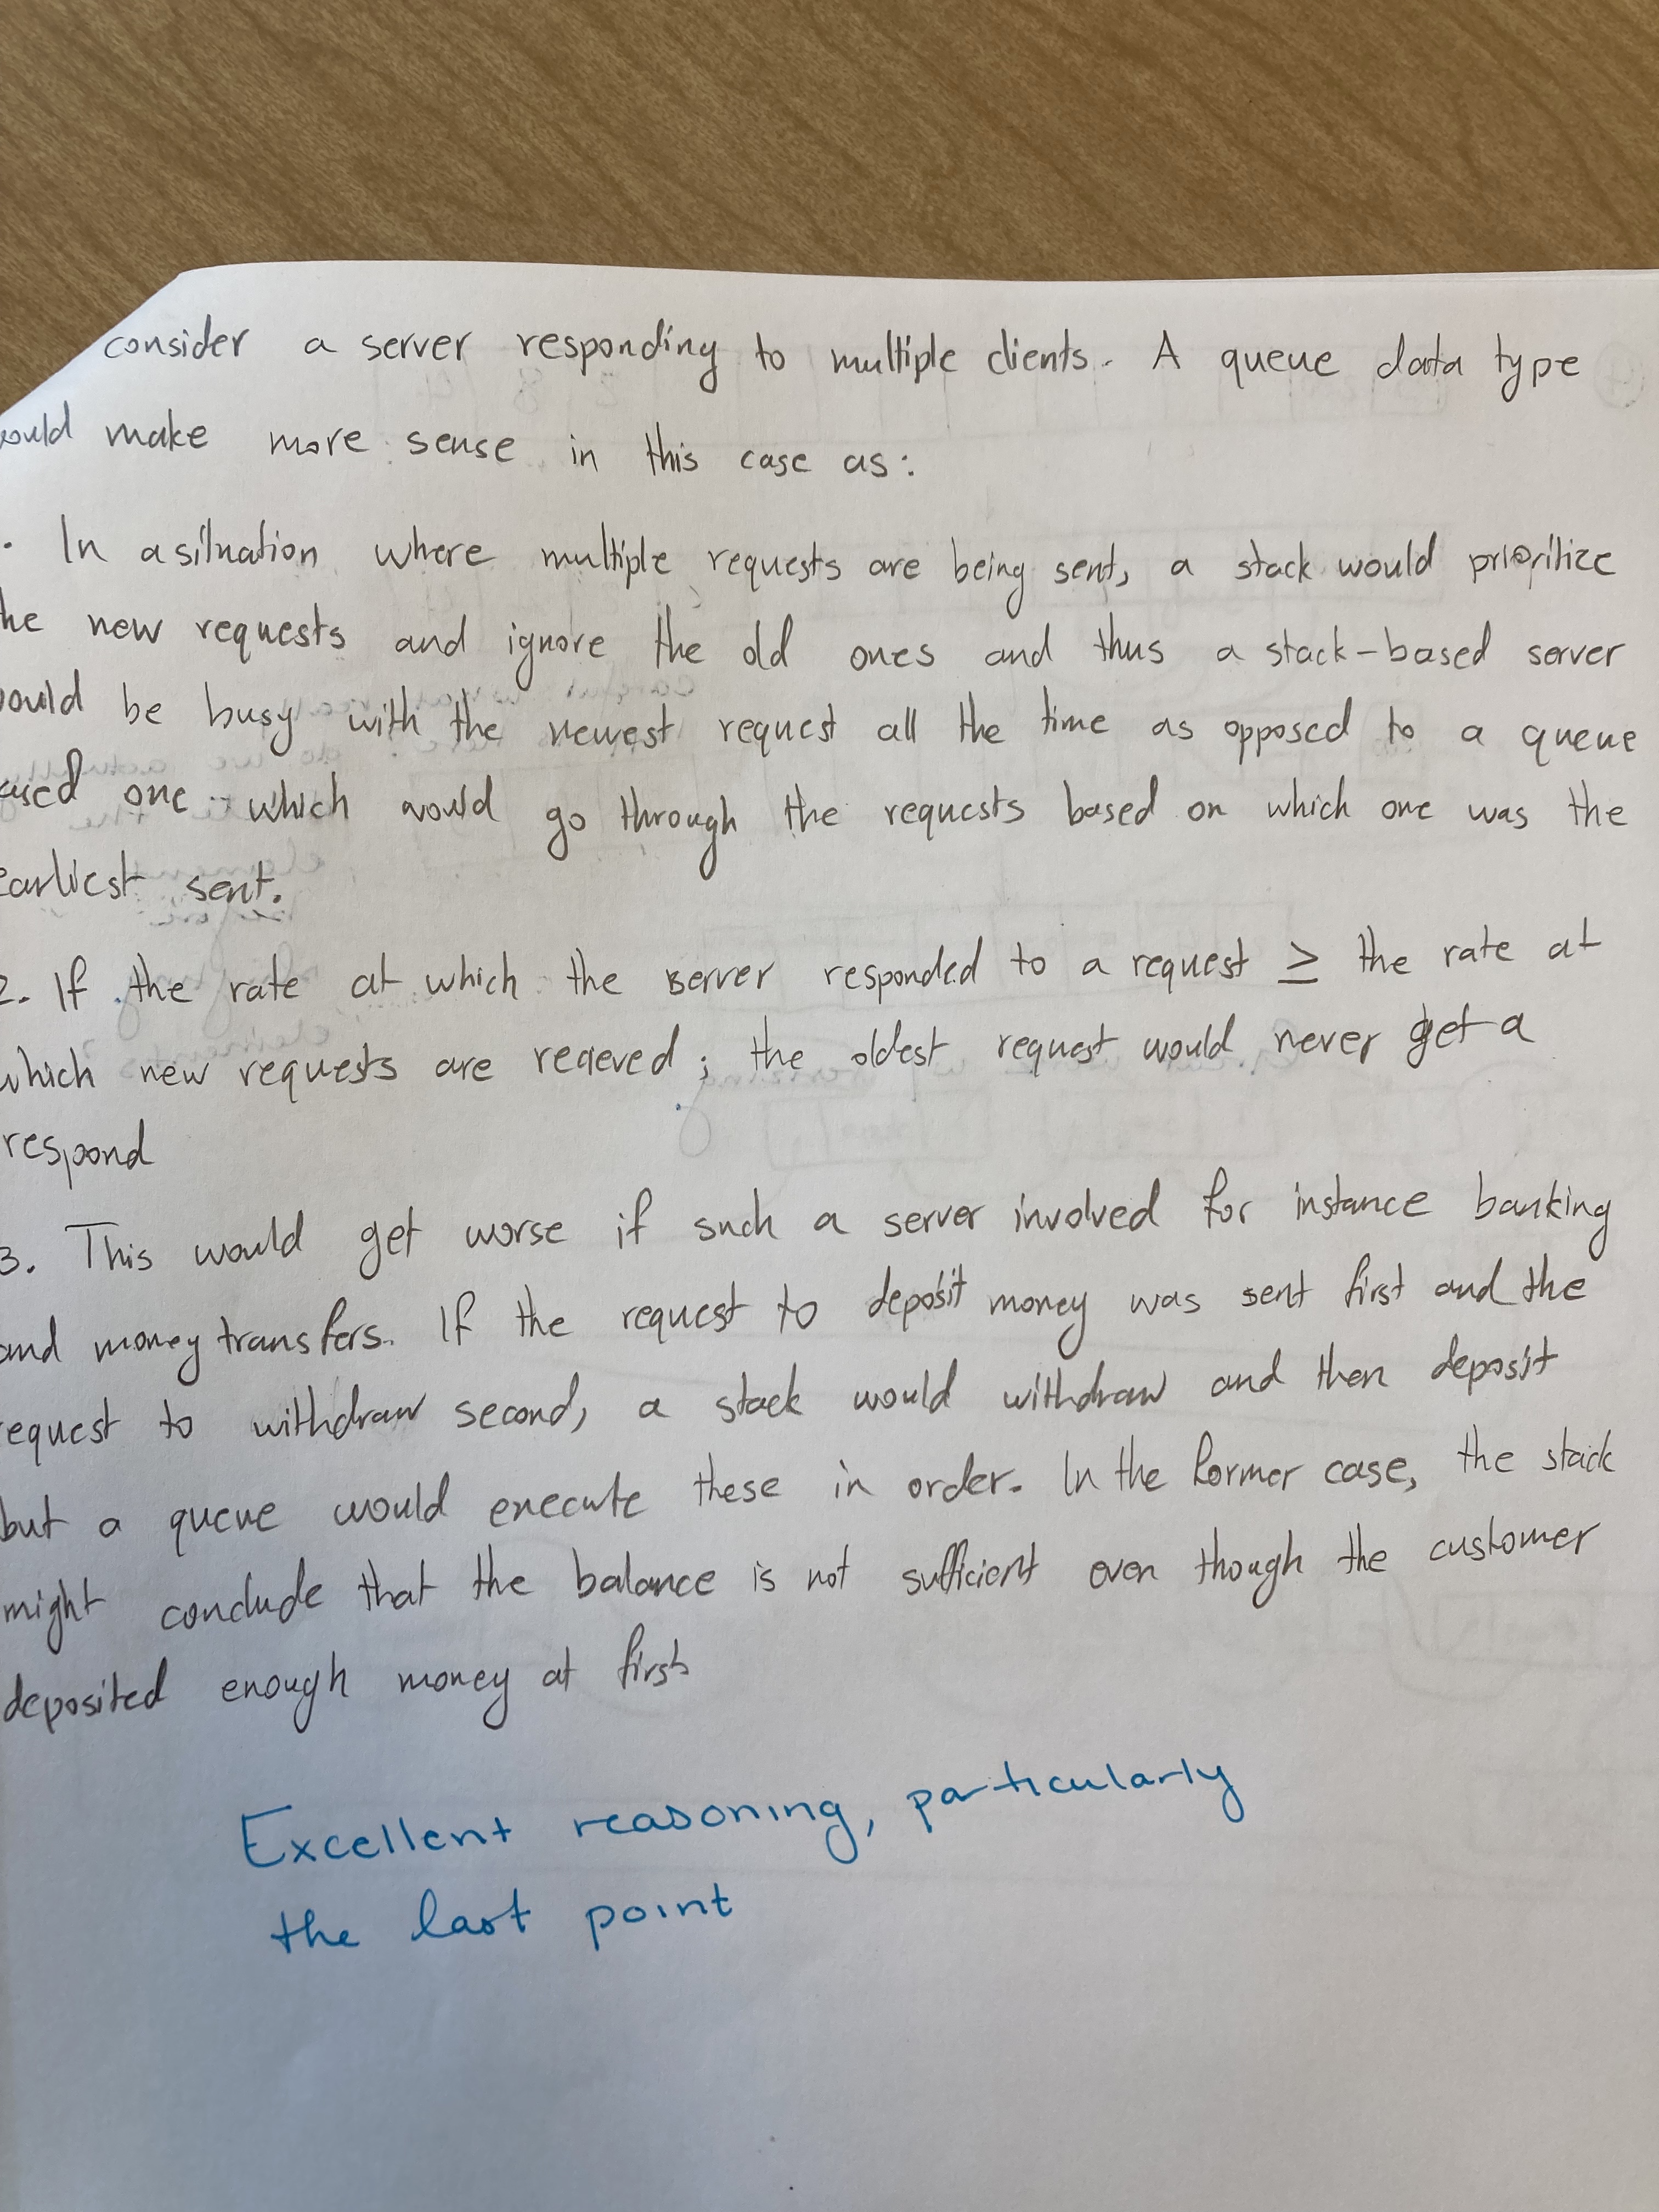 consider a server responding to multiple clients. A queue data type
ould make more sense in this case as:
. In a situation where multiple requests are being sent, a stack would prioritize
he new requests and ignore the old ones and thus a stack-based server
ould be busy with the newest request all the time as opposed to a queue
ased one which would go through the requests based on which one was the
earliest sent.
2. If the rate at which the server responded to a request ≥ the rate at
which new requests are recieved; the oldest request would never get a
respond
3. This would get worse if such a server involved for instance banking
and money transfers. If the request to deposit money was sent first and the
request to withdraw second, a stack would withdraw and then deposit
but a queue would execute these in order. In the former case, the stack
might conclude that the balance is not sufficient even though the customer
deposited enough money at first
Excellent reasoning, particularly
the last point